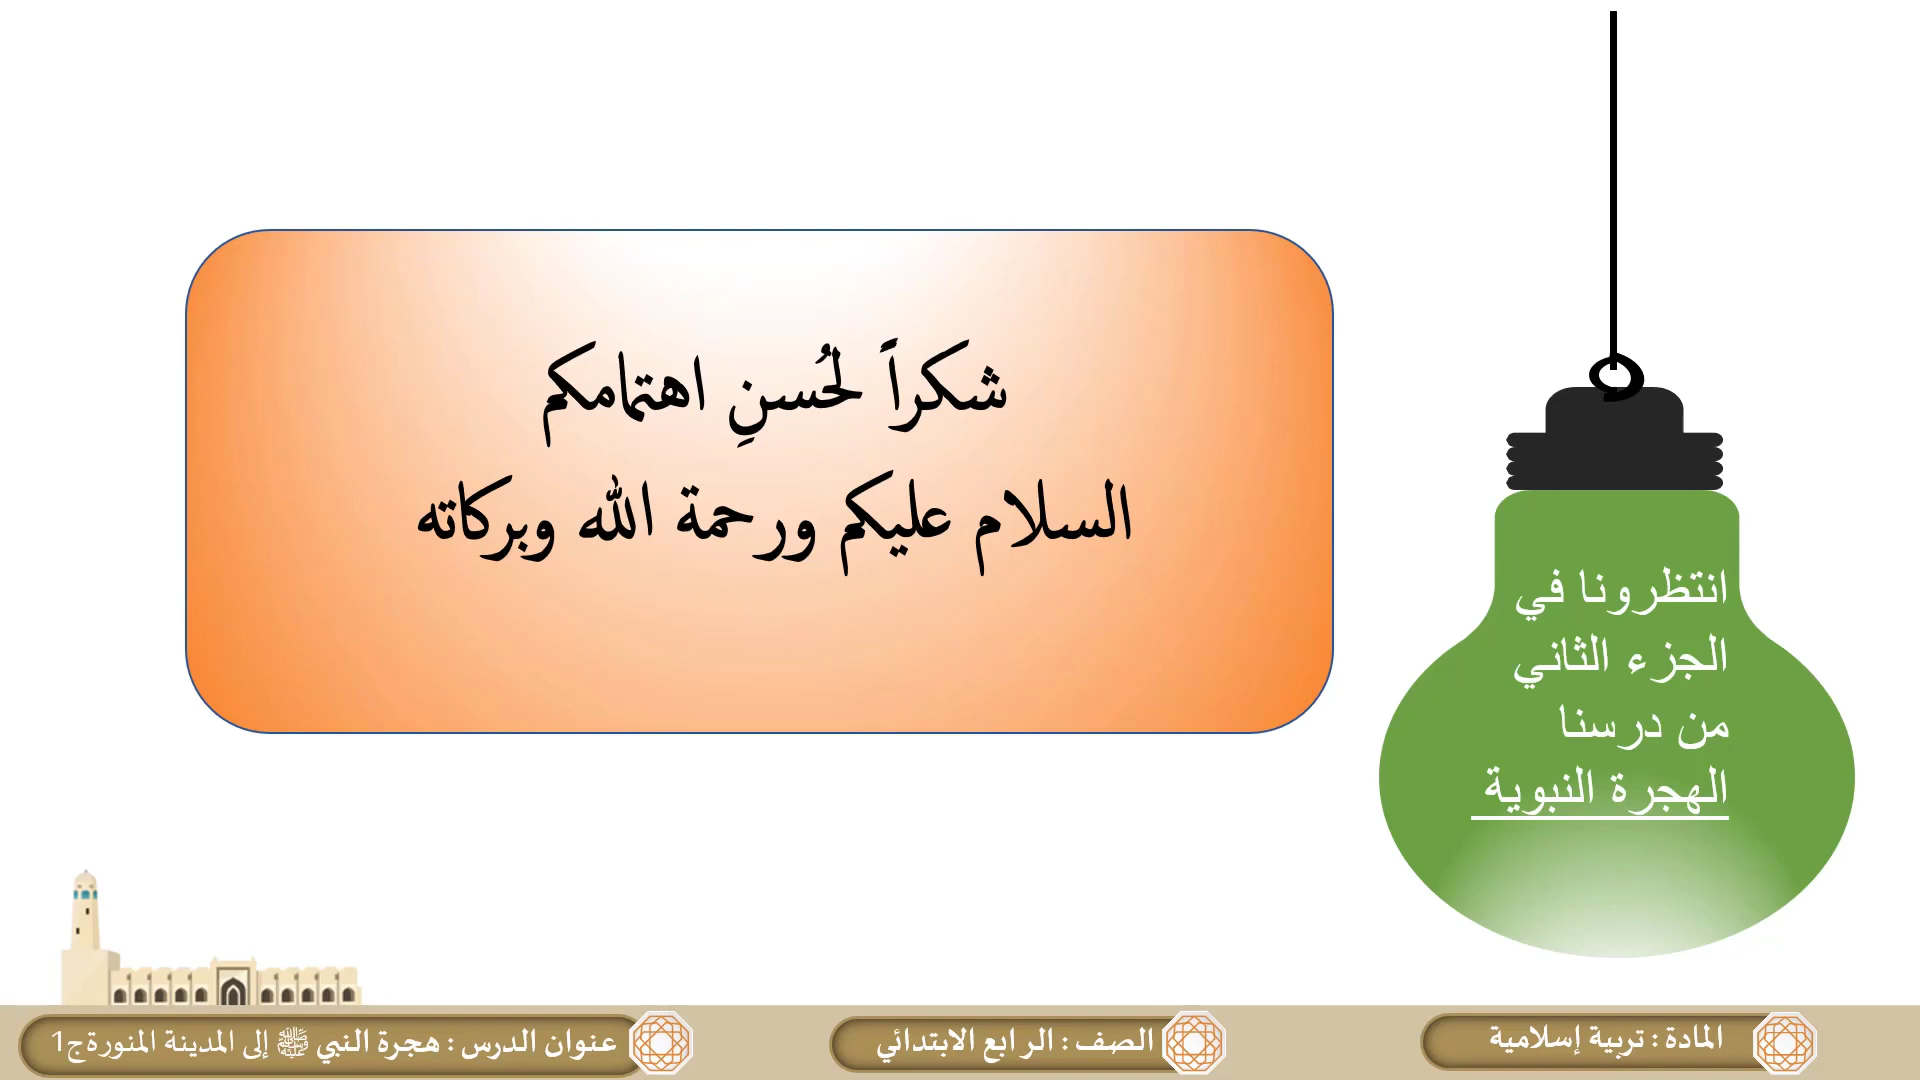 شكراً لحُسنِ اهتمامكم
السلام عليكم ورحمة الله وبركاته
انتظرونا في
الجزء الثاني
من درسنا
الهجرة النبوية
المادة : تربية إسلامية
الصف : الرابع الابتدائي
عنوان الدرس : هجرة النبي ﷺ إلى المدينة المنورة ج1